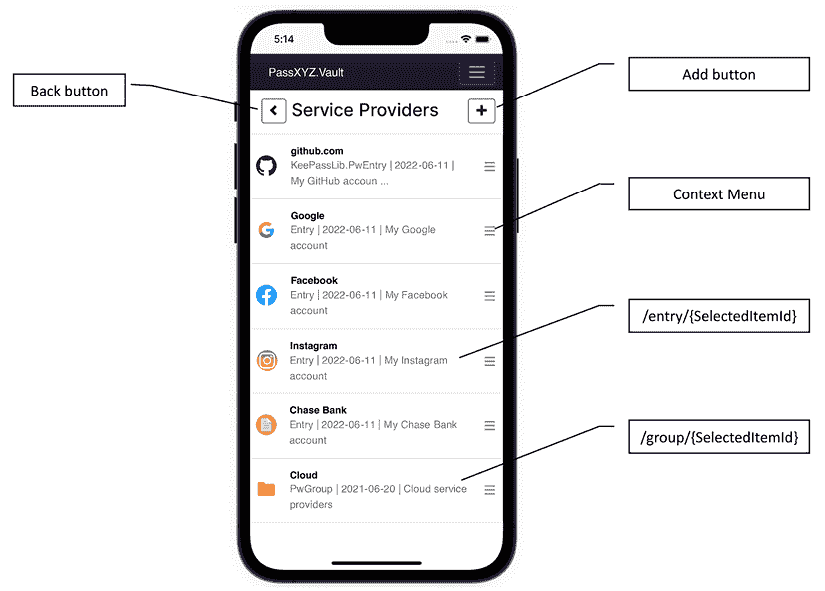 5:14
PassXYZ.Vault
Back button
Add button
Service Providers
github.com
KeePassLib.PwEntry | 2022-06-11 |
My GitHub accoun ...
Context Menu
Google
Entry | 2022-06-11 | My Google
account
Facebook
Entry | 2022-06-11 | My Facebook
account
/entry/{SelectedItemId}
Instagram
Entry | 2022-06-11 | My Instagram
account
Chase Bank
Entry | 2022-06-11 | My Chase Bank
account
/group/{SelectedItemId}
Cloud
PwGroup | 2021-06-20 | Cloud service
providers